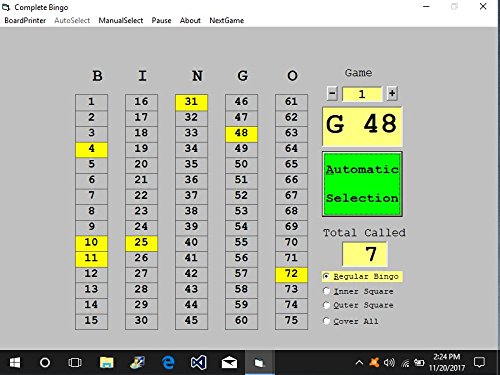 Complete Bingo
BoardPrinter AutoSelect ManualSelect Pause About NextGame
B I N G O
Game
1 16 31 46 61
- 1 +
2 17 32 47 62
G 48
3 18 33 48 63
4 19 34 49 64
5 20 35 50 65
Automatic
6 21 36 51 66
7 22 37 52 67
Selection
8 23 38 53 68
9 24 39 54 69
Total Called
10 25 40 55 70
7
11 26 41 56 71
12 27 42 57 72
Regular Bingo
13 28 43 58 73
Inner Square
14 29 44 59 74
Outer Square
15 30 45 60 75
Cover All
2:24 PM
11/20/2017